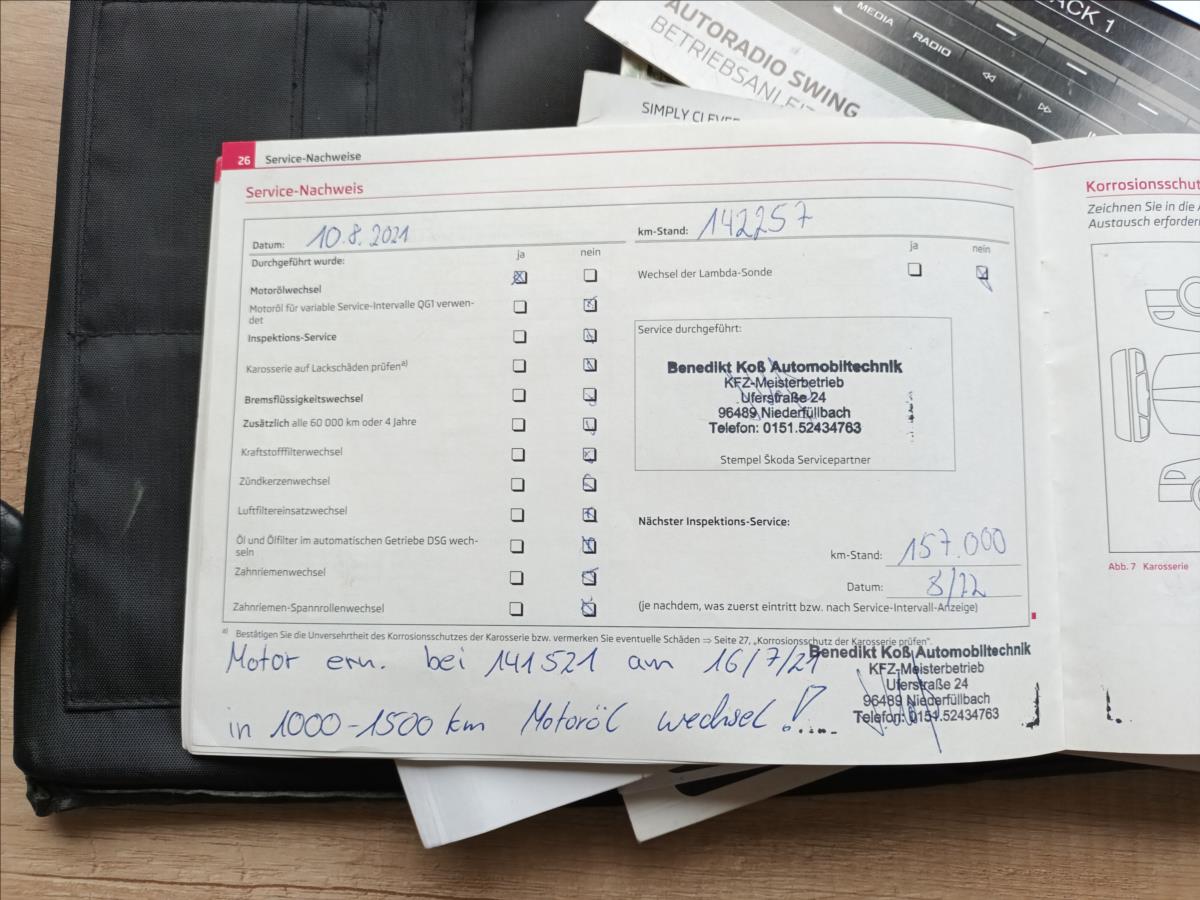 AUTORADIO SWING
BETRIEBSANLEI
MEDIA
RADIO
ACK 1
SIMPLY CLEVER
26 Service-Nachweise
Service-Nachweis
Datum: 10.8.2021
km-Stand: 142257
Durchgeführt wurde:
ja nein
Motorölwechsel
Motoröl für variable Service-Intervalle QG1 verwen-
det
Inspektions-Service
Karosserie auf Lackschäden prüfen a)
Bremsflüssigkeitswechsel
Zusätzlich alle 60 000 km oder 4 Jahre
Kraftstofffilterwechsel
Zündkerzenwechsel
Luftfiltereinsatzwechsel
Öl und Ölfilter im automatischen Getriebe DSG wech-
seln
Zahnriemenwechsel
Zahnriemen-Spannrollenwechsel
ja nein
Wechsel der Lambda-Sonde
Service durchgeführt:
Benedikt Koß Automobiltechnik
KFZ-Meisterbetrieb
Uferstraße 24
96489 Niederfüllbach
Telefon: 0151.52434763
Stempel Škoda Servicepartner
Nächster Inspektions-Service:
km-Stand: 157.000
Datum: 8/22
(je nachdem, was zuerst eintritt bzw. nach Service-Intervall-Anzeige)
a) Bestätigen Sie die Unversehrtheit des Korrosionsschutzes der Karosserie bzw. vermerken Sie eventuelle Schäden ⇒ Seite 27, „Korrosionsschutz der Karosserie prüfen".
Motor ern. bei 141521 am 16/7/21
in 1000-1500 km Motoröl wechsel!
Benedikt Koß Automobiltechnik
KFZ-Meisterbetrieb
Uferstraße 24
96489 Niederfüllbach
Telefon: 0151.52434763
Korrosionsschut
Zeichnen Sie in die A
Austausch erforder
Abb. 7 Karosserie